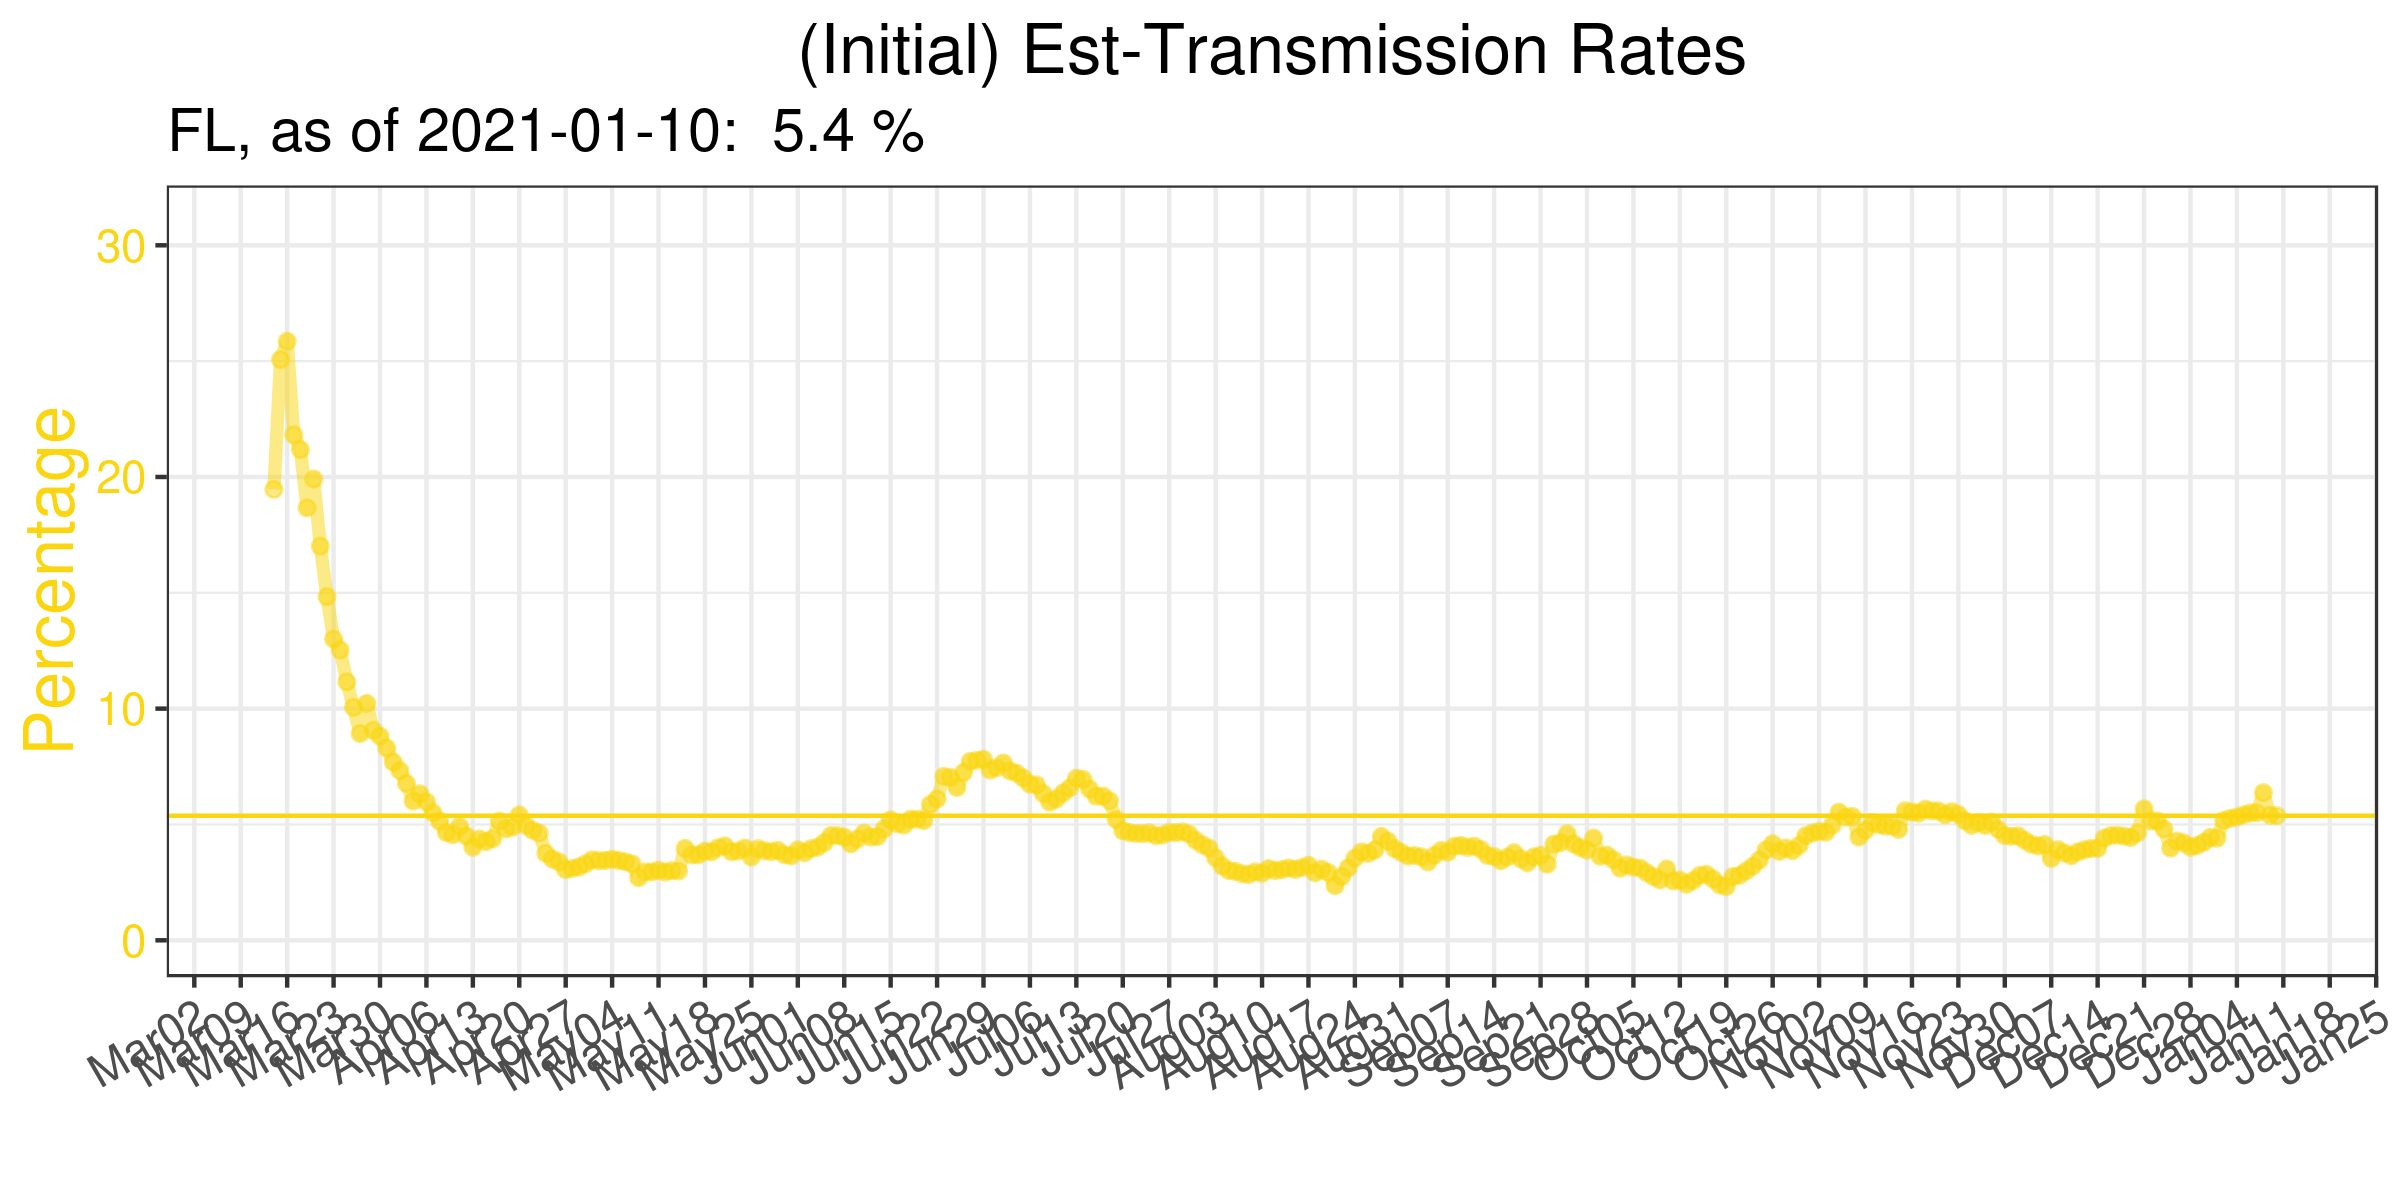 (Initial) Est-Transmission Rates
FL, as of 2021-01-10:  5.4 %
Percentage
30
20
10
0
Mar02
Mar09
Mar16
Mar23
Mar30
Apr06
Apr13
Apr20
Apr27
May04
May11
May18
May25
Jun01
Jun08
Jun15
Jun22
Jun29
Jul06
Jul13
Jul20
Jul27
Aug03
Aug10
Aug17
Aug24
Aug31
Sep07
Sep14
Sep21
Sep28
Oct05
Oct12
Oct19
Oct26
Nov02
Nov09
Nov16
Nov23
Nov30
Dec07
Dec14
Dec21
Dec28
Jan04
Jan11
Jan18
Jan25